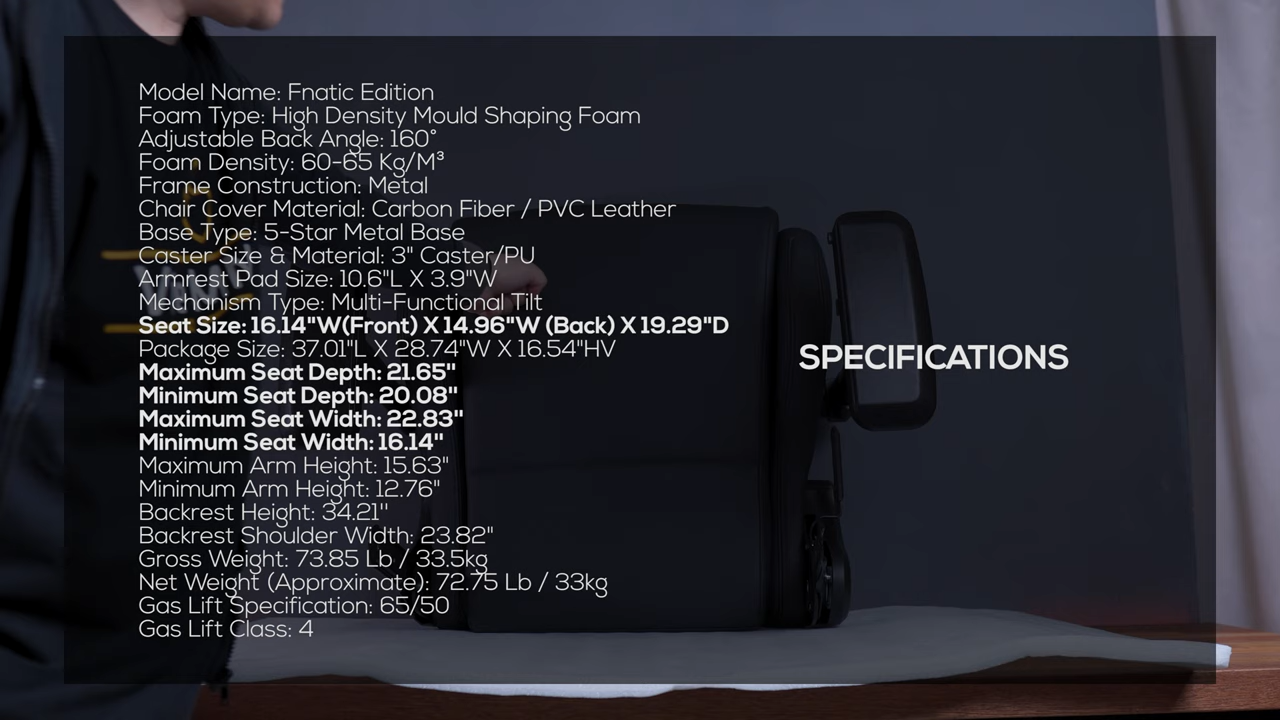 Model Name: Fnatic Edition
Foam Type: High Density Mould Shaping Foam
Adjustable Back Angle: 160°
Foam Density: 60-65 Kg/M³
Frame Construction: Metal
Chair Cover Material: Carbon Fiber / PVC Leather
Base Type: 5-Star Metal Base
Caster Size & Material: 3" Caster/PU
Armrest Pad Size: 10.6"L X 3.9"W
Mechanism Type: Multi-Functional Tilt
Seat Size: 16.14"W(Front) X 14.96"W (Back) X 19.29"D
Package Size: 37.01"L X 28.74"W X 16.54"HV
Maximum Seat Depth: 21.65"
Minimum Seat Depth: 20.08"
Maximum Seat Width: 22.83"
Minimum Seat Width: 16.14"
Maximum Arm Height: 15.63"
Minimum Arm Height: 12.76"
Backrest Height: 34.21"
Backrest Shoulder Width: 23.82"
Gross Weight: 73.85 Lb / 33.5kg
Net Weight (Approximate): 72.75 Lb / 33kg
Gas Lift Specification: 65/50
Gas Lift Class: 4
SPECIFICATIONS